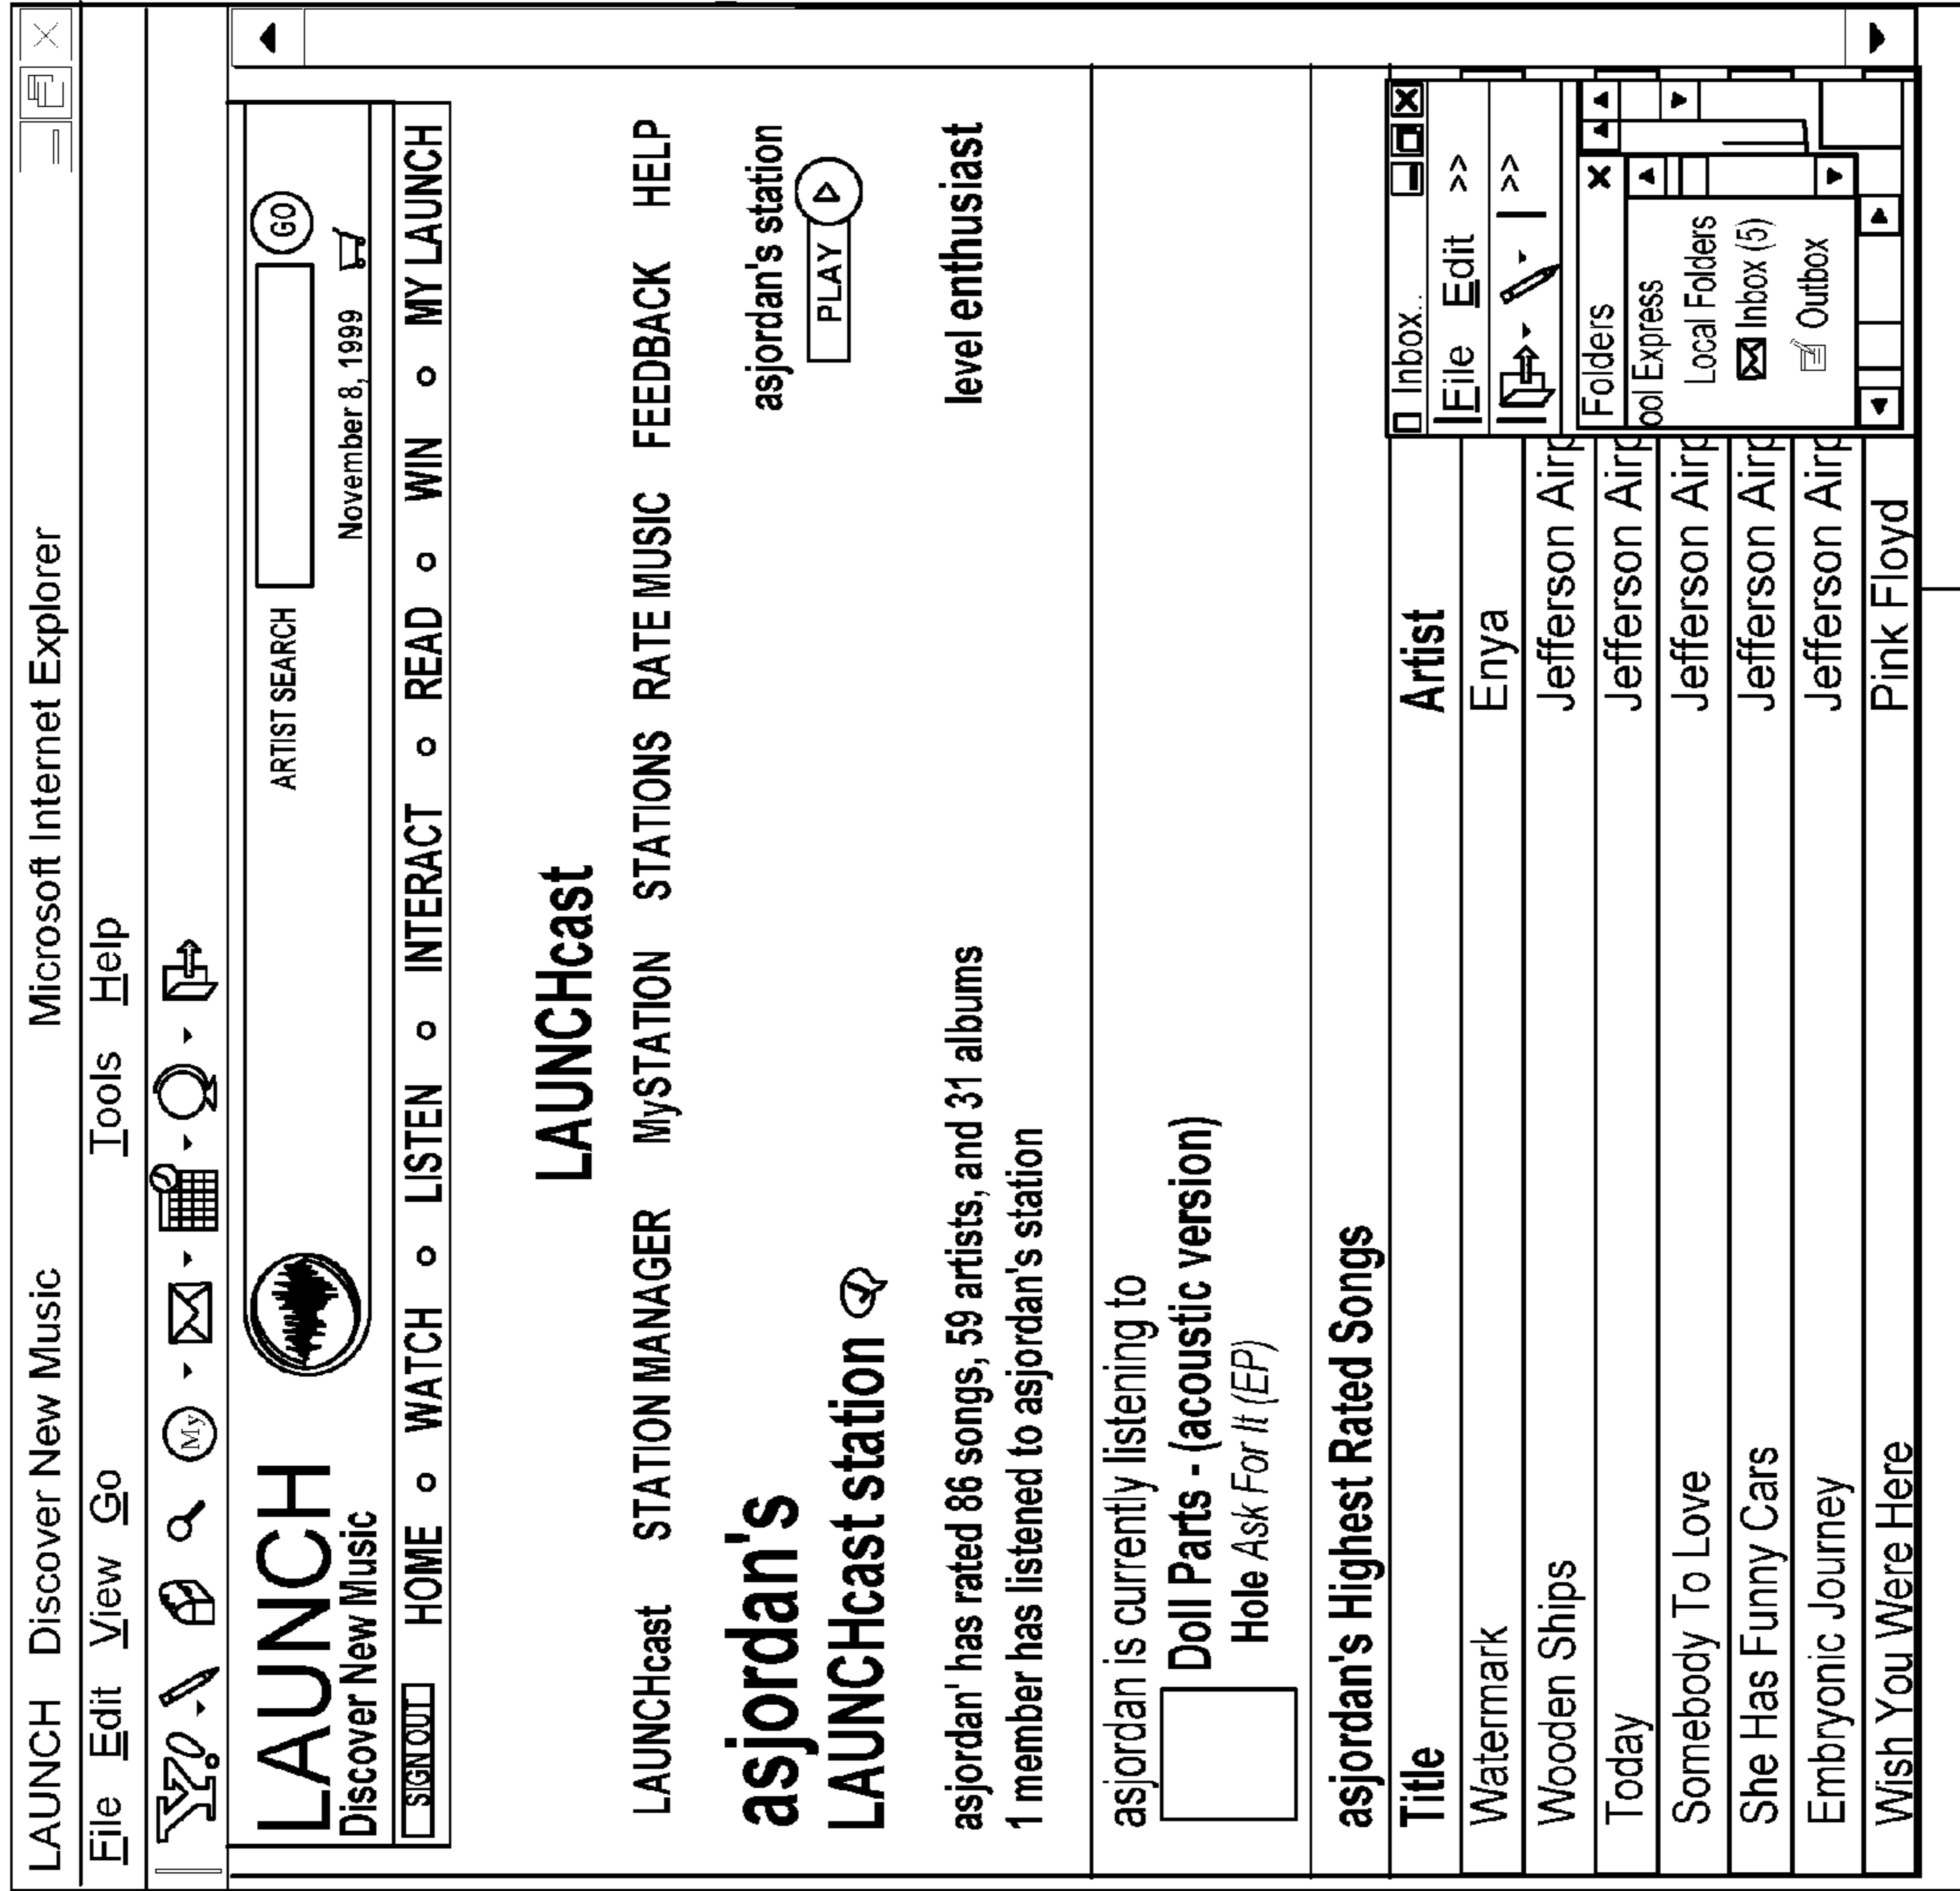 LAUNCH Discover New Music Microsoft Internet Explorer
File Edit View Go Tools Help
Y! My
LAUNCH ARTIST SEARCH GO
Discover New Music November 8, 1999
SIGN OUT HOME o WATCH o LISTEN o INTERACT o READ o WIN o MY LAUNCH
LAUNCHcast
LAUNCHcast STATION MANAGER MySTATION STATIONS RATE MUSIC FEEDBACK HELP
asjordan's asjordan's station
LAUNCHcast station PLAY
asjordan' has rated 86 songs, 59 artists, and 31 albums level enthusiast
1 member has listened to asjordan's station
asjordan is currently listening to
Doll Parts - (acoustic version)
Hole Ask For It (EP)
asjordan's Highest Rated Songs
Title Artist
Watermark Enya
Wooden Ships Jefferson Airp
Today Jefferson Airp
Somebody To Love Jefferson Airp
She Has Funny Cars Jefferson Airp
Embryonic Journey Jefferson Airp
Wish You Were Here Pink Floyd
Inbox..
File Edit >>
>>
Folders
ool Express
Local Folders
Inbox (5)
Outbox